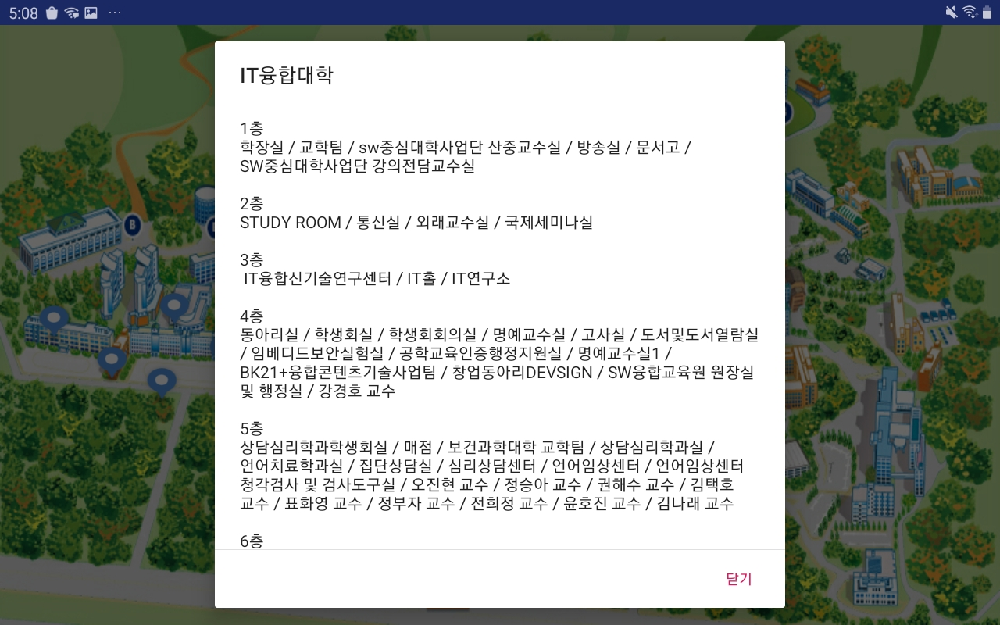 5:08
IT융합대학
1층
학장실 / 교학팀 / sw중심대학사업단 산중교수실 / 방송실 / 문서고 /
SW중심대학사업단 강의전담교수실
2층
STUDY ROOM / 통신실 / 외래교수실 / 국제세미나실
3층
IT융합신기술연구센터 / IT홀 / IT연구소
4층
동아리실 / 학생회실 / 학생회회의실 / 명예교수실 / 고사실 / 도서및도서열람실
/ 임베디드보안실험실 / 공학교육인증행정지원실 / 명예교수실1 /
BK21+융합콘텐츠기술사업팀 / 창업동아리DEVSIGN / SW융합교육원 원장실
및 행정실 / 강경호 교수
5층
상담심리학과학생회실 / 매점 / 보건과학대학 교학팀 / 상담심리학과실 /
언어치료학과실 / 집단상담실 / 심리상담센터 / 언어임상센터 / 언어임상센터
청각검사 및 검사도구실 / 오진현 교수 / 정승아 교수 / 권해수 교수 / 김택호
교수 / 표화영 교수 / 정부자 교수 / 전희정 교수 / 윤호진 교수 / 김나래 교수
6층
닫기
B